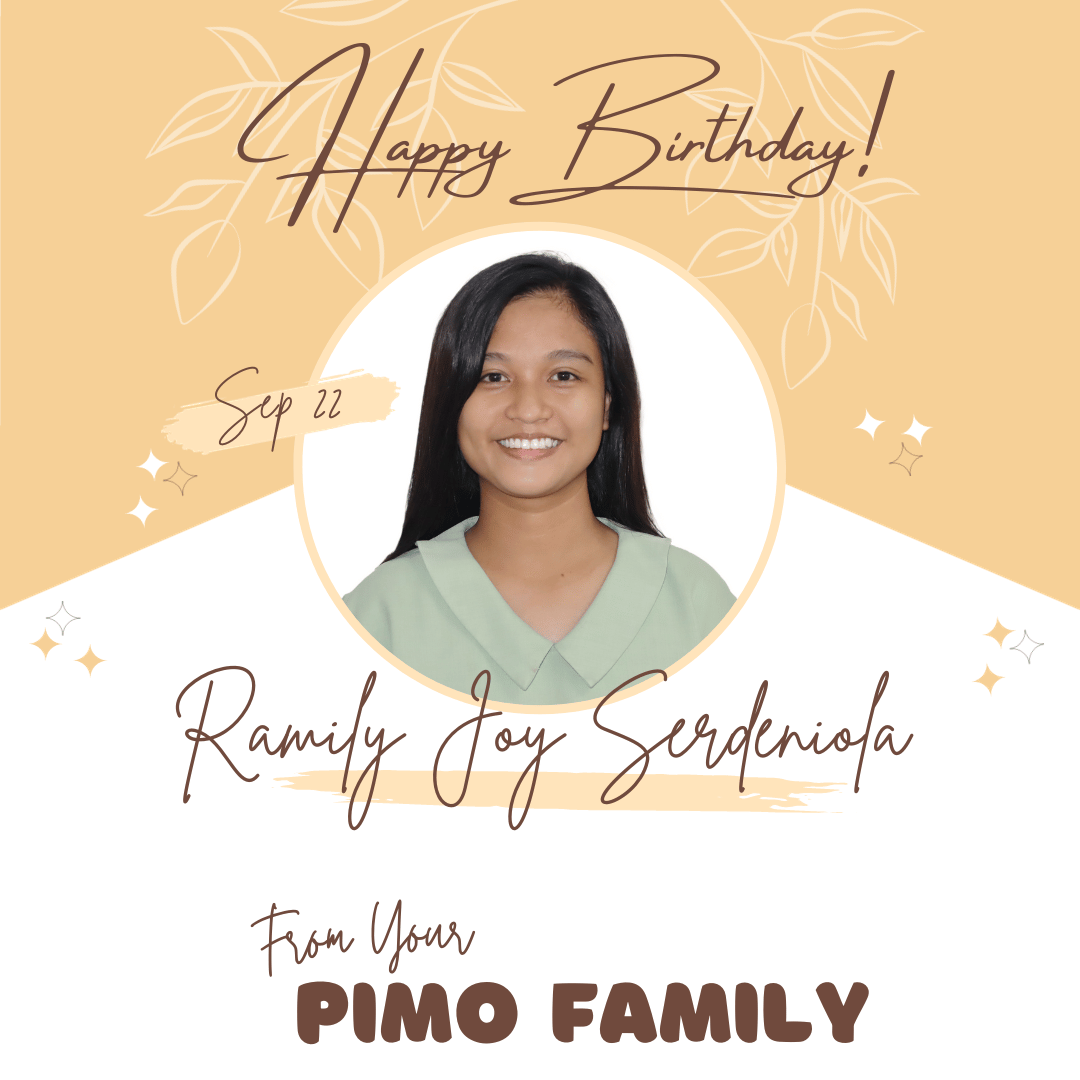 Happy Birthday!
Sep 22
Ramily Joy Serdeniola
From Your
PIMO FAMILY